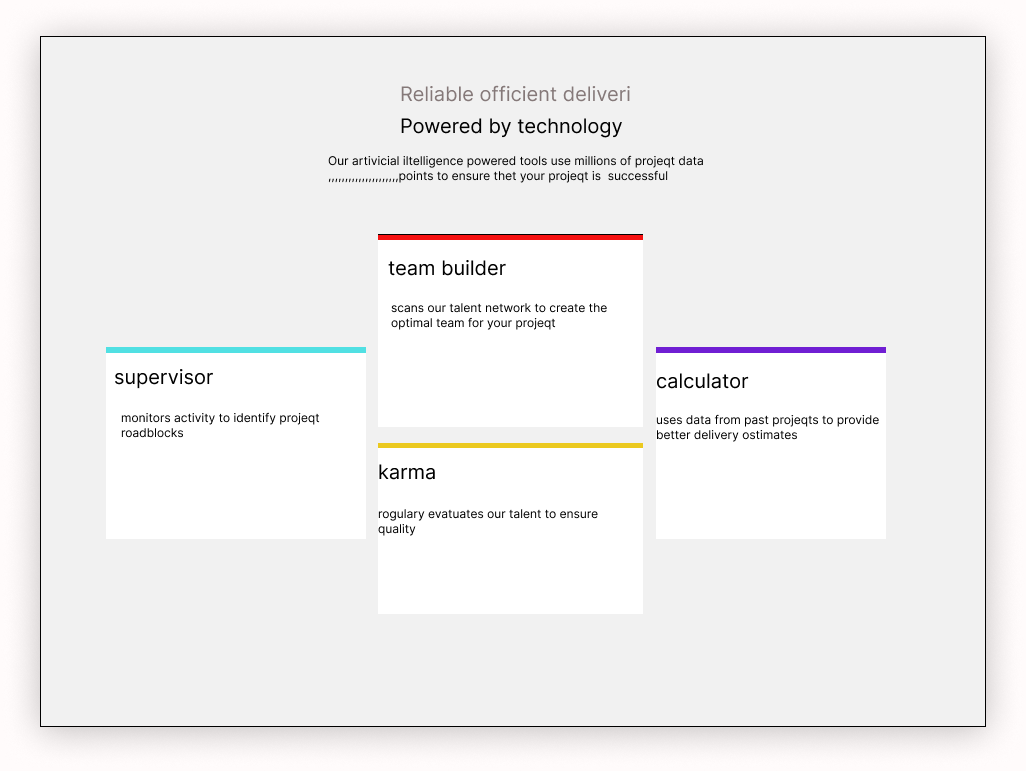 Reliable officient deliveri
Powered by technology
Our artivicial iltelligence powered tools use millions of projeqt data
,,,,,,,,,,,,,,,,,,,,,points to ensure thet your projeqt is  successful
team builder
scans our talent network to create the
optimal team for your projeqt
supervisor
monitors activity to identify projeqt
roadblocks
calculator
uses data from past projeqts to provide
better delivery ostimates
karma
rogulary evatuates our talent to ensure
quality